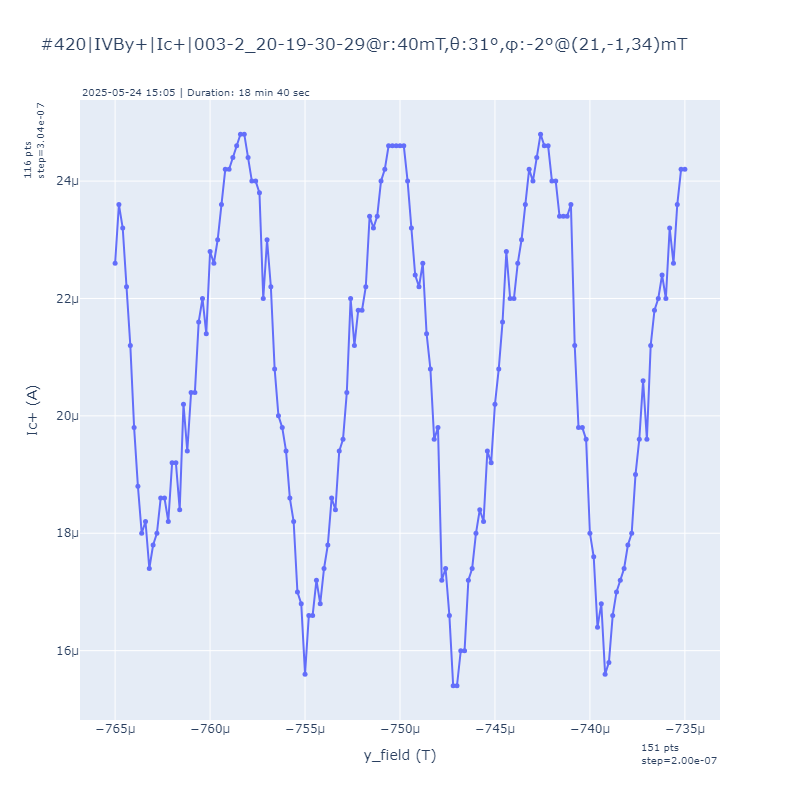 #420|IVBy+|Ic+|003-2_20-19-30-29@r:40mT,θ:31º,φ:-2º@(21,-1,34)mT
2025-05-24 15:05 | Duration: 18 min 40 sec
116 pts
step=3.04e-07
24μ
22μ
20μ
18μ
16μ
Ic+ (A)
−765μ
−760μ
−755μ
−750μ
−745μ
−740μ
−735μ
y_field (T)
151 pts
step=2.00e-07